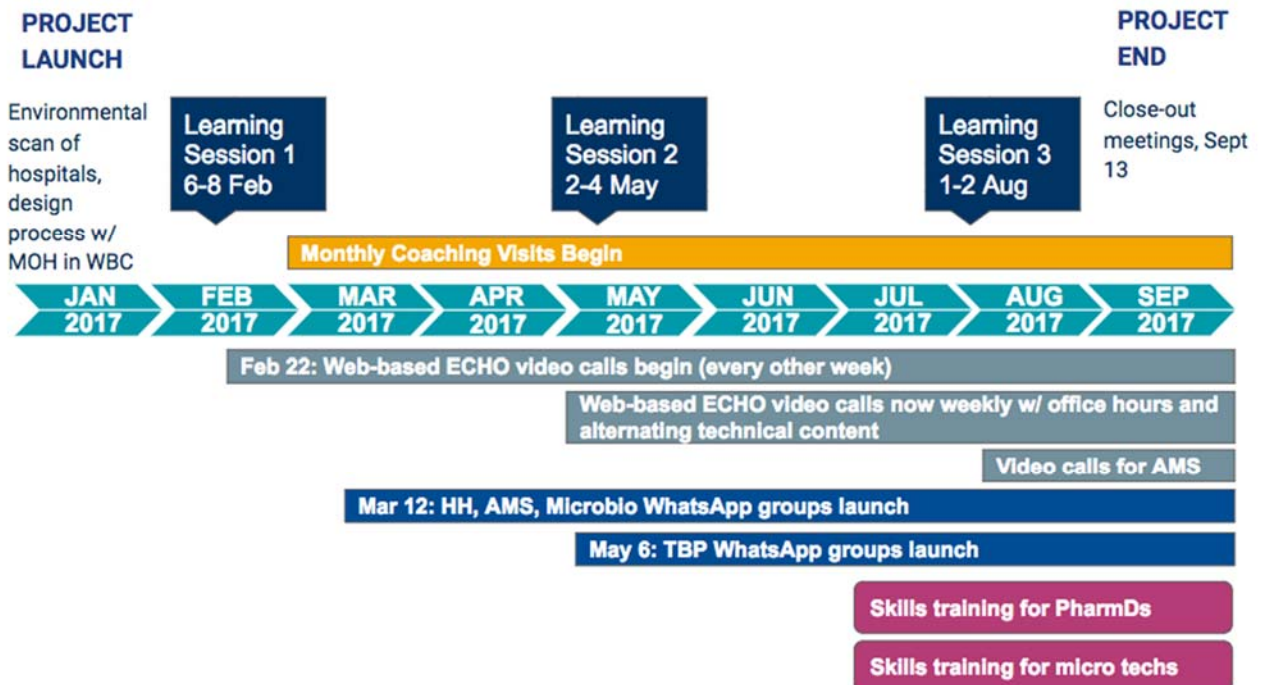 PROJECT
LAUNCH
Environmental
scan of
hospitals,
design
process w/
MOH in WBC
Learning
Session 1
6-8 Feb
Learning
Session 2
2-4 May
Learning
Session 3
1-2 Aug
PROJECT
END
Close-out
meetings, Sept
13
Monthly Coaching Visits Begin
JAN
2017
FEB
2017
MAR
2017
APR
2017
MAY
2017
JUN
2017
JUL
2017
AUG
2017
SEP
2017
Feb 22: Web-based ECHO video calls begin (every other week)
Web-based ECHO video calls now weekly w/ office hours and
alternating technical content
Video calls for AMS
Mar 12: HH, AMS, Microbio WhatsApp groups launch
May 6: TBP WhatsApp groups launch
Skills training for PharmDs
Skills training for micro techs